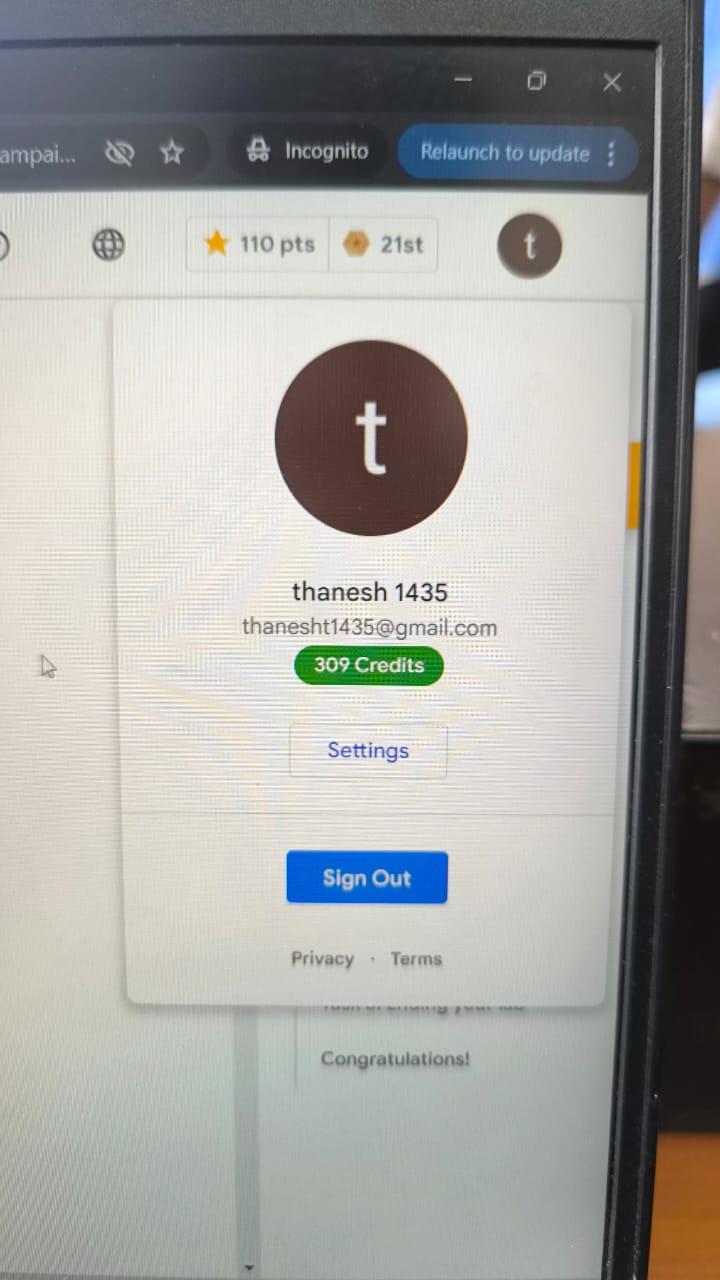 ampai...
Incognito
Relaunch to update
110 pts
21st
t
t
thanesh 1435
thanesht1435@gmail.com
309 Credits
Settings
Sign Out
Privacy · Terms
Congratulations!